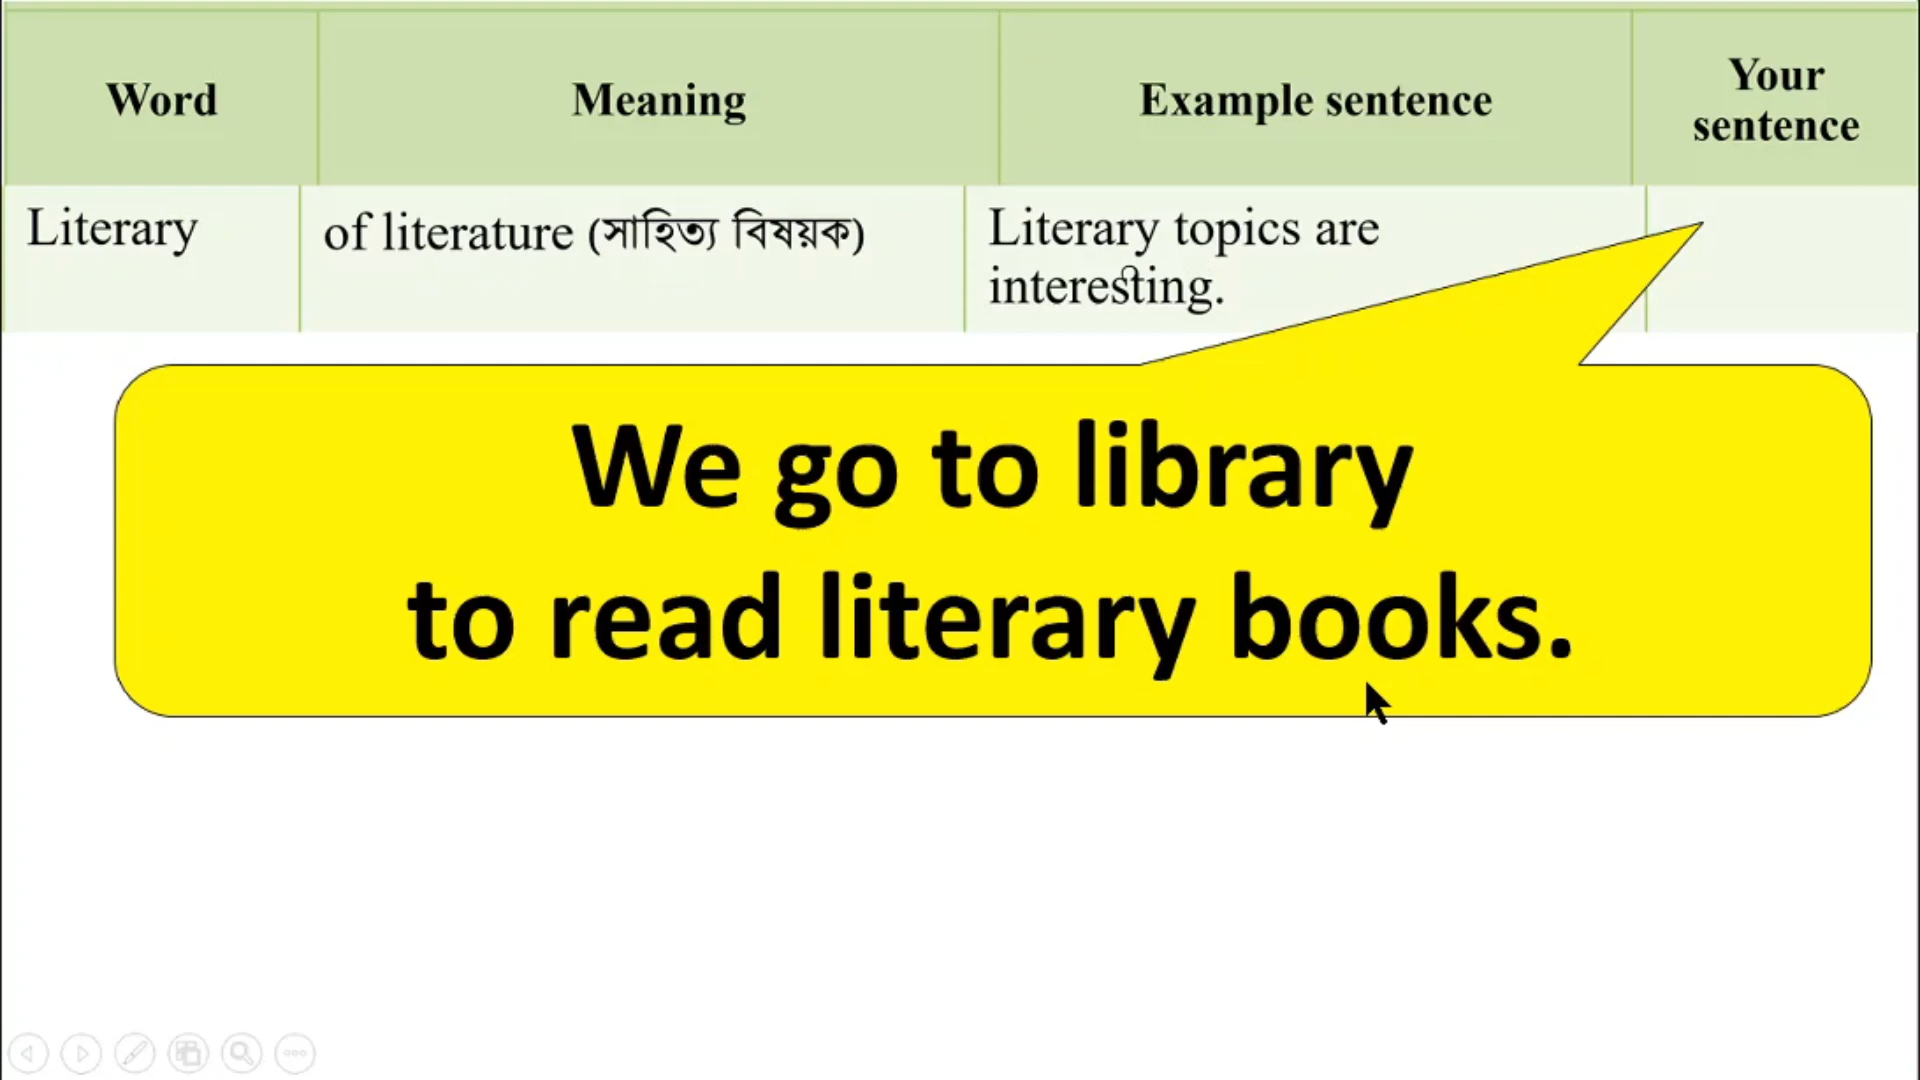 Word
Meaning
Example sentence
Your
sentence
Literary
of literature (সাহিত্য বিষয়ক)
Literary topics are
interesting.
We go to library
to read literary books.